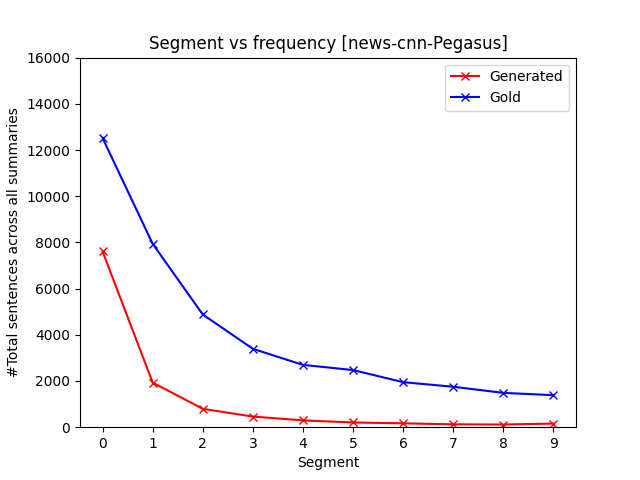 Segment vs frequency [news-cnn-Pegasus]
Generated
Gold
#Total sentences across all summaries
16000
14000
12000
10000
8000
6000
4000
2000
0
0 1 2 3 4 5 6 7 8 9
Segment